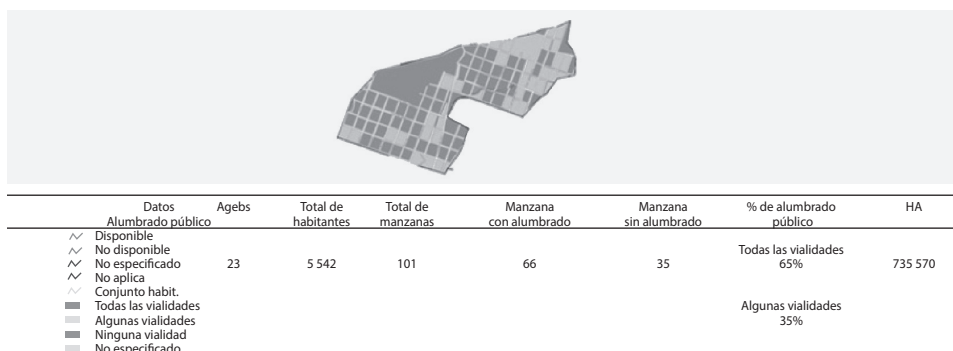 Datos Agebs Total de Total de Manzana Manzana % de alumbrado HA
Alumbrado público habitantes manzanas con alumbrado sin alumbrado público
Disponible
No disponible Todas las vialidades
No especificado 23 5 542 101 66 35 65% 735 570
No aplica
Conjunto habit.
Todas las vialidades Algunas vialidades
Algunas vialidades 35%
Ninguna vialidad
No especificado